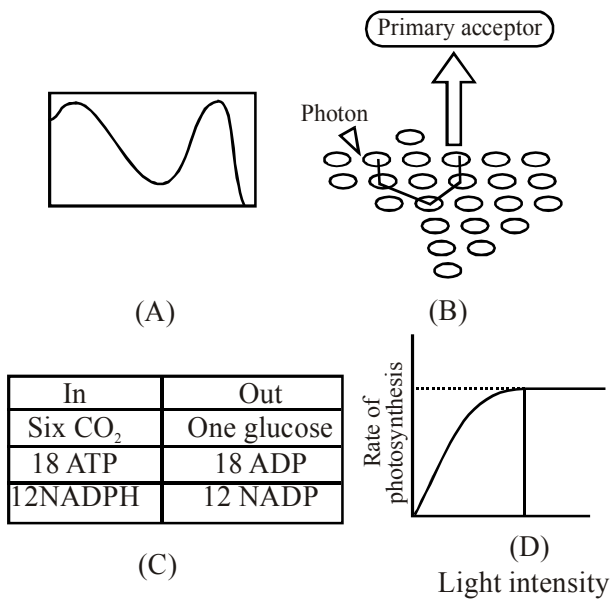 Primary acceptor
Photon
(A)
(B)
In Out
Six CO₂ One glucose
18 ATP 18 ADP
12NADPH 12 NADP
(C)
Rate of
photosynthesis
(D)
Light intensity